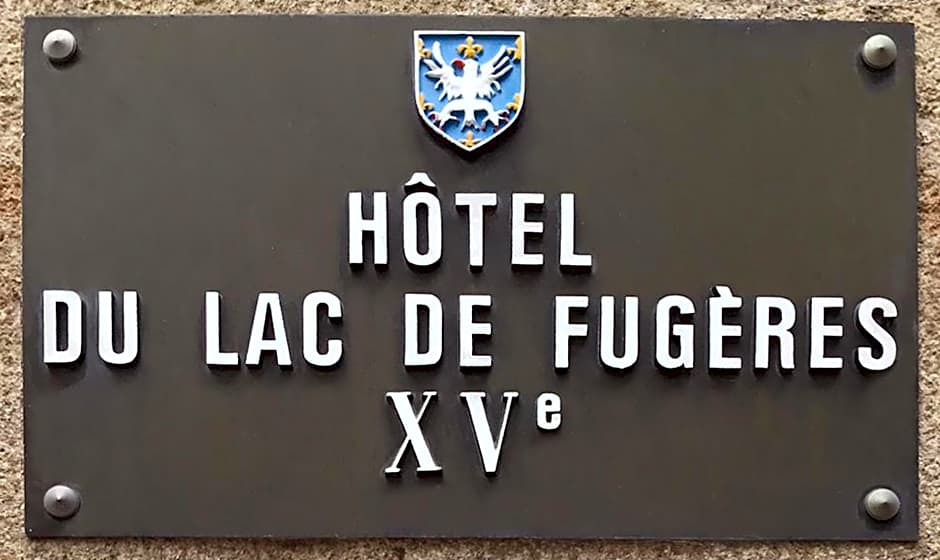 HÔTEL
DU LAC DE FUGÈRES
XVe